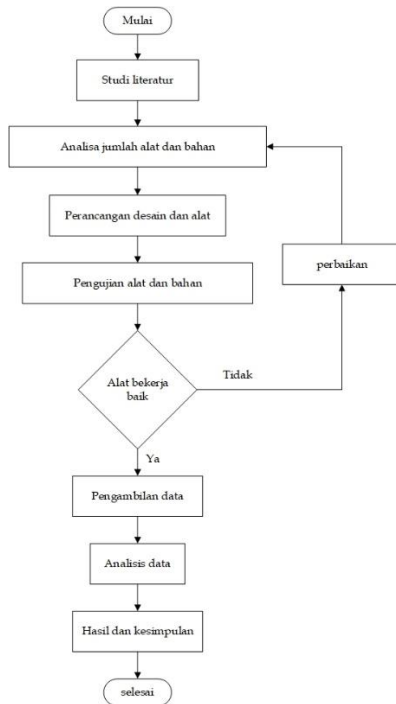 Mulai
Studi literatur
Analisa jumlah alat dan bahan
Perancangan desain dan alat
perbaikan
Pengujian alat dan bahan
Alat bekerja
baik
Tidak
Ya
Pengambilan data
Analisis data
Hasil dan kesimpulan
selesai